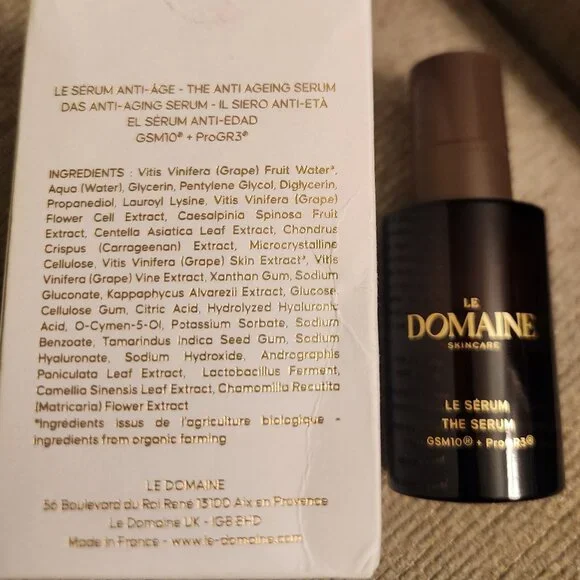 LE SÉRUM ANTI-ÂGE - THE ANTI AGEING SERUM
DAS ANTI-AGING SERUM - IL SIERO ANTI-ETÀ
EL SÉRUM ANTI-EDAD
GSM10® + ProGR3®
INGREDIENTS : Vitis Vinifera (Grape) Fruit Water*,
Aqua (Water), Glycerin, Pentylene Glycol, Diglycerin,
Propanediol, Lauroyl Lysine, Vitis Vinifera (Grape)
Flower Cell Extract, Caesalpinia Spinosa Fruit
Extract, Centella Asiatica Leaf Extract, Chondrus
Crispus (Carrageenan) Extract, Microcrystalline
Cellulose, Vitis Vinifera (Grape) Skin Extract*, Vitis
Vinifera (Grape) Vine Extract, Xanthan Gum, Sodium
Gluconate, Kappaphycus Alvarezii Extract, Glucose,
Cellulose Gum, Citric Acid, Hydrolyzed Hyaluronic
Acid, O-Cymen-5-Ol, Potassium Sorbate, Sodium
Benzoate, Tamarindus Indica Seed Gum, Sodium
Hyaluronate, Sodium Hydroxide, Andrographis
Paniculata Leaf Extract, Lactobacillus Ferment,
Camellia Sinensis Leaf Extract, Chamomilla Recutita
(Matricaria) Flower Extract
*Ingrédients issus de l'agriculture biologique -
Ingredients from organic farming
LE DOMAINE
56 Boulevard du Roi René 13100 Aix en Provence
Le Domaine UK - IG8 8HD
Made in France - www.le-domaine.com
LE
DOMAINE
SKINCARE
LE SÉRUM
THE SERUM
GSM10® + ProGR3®